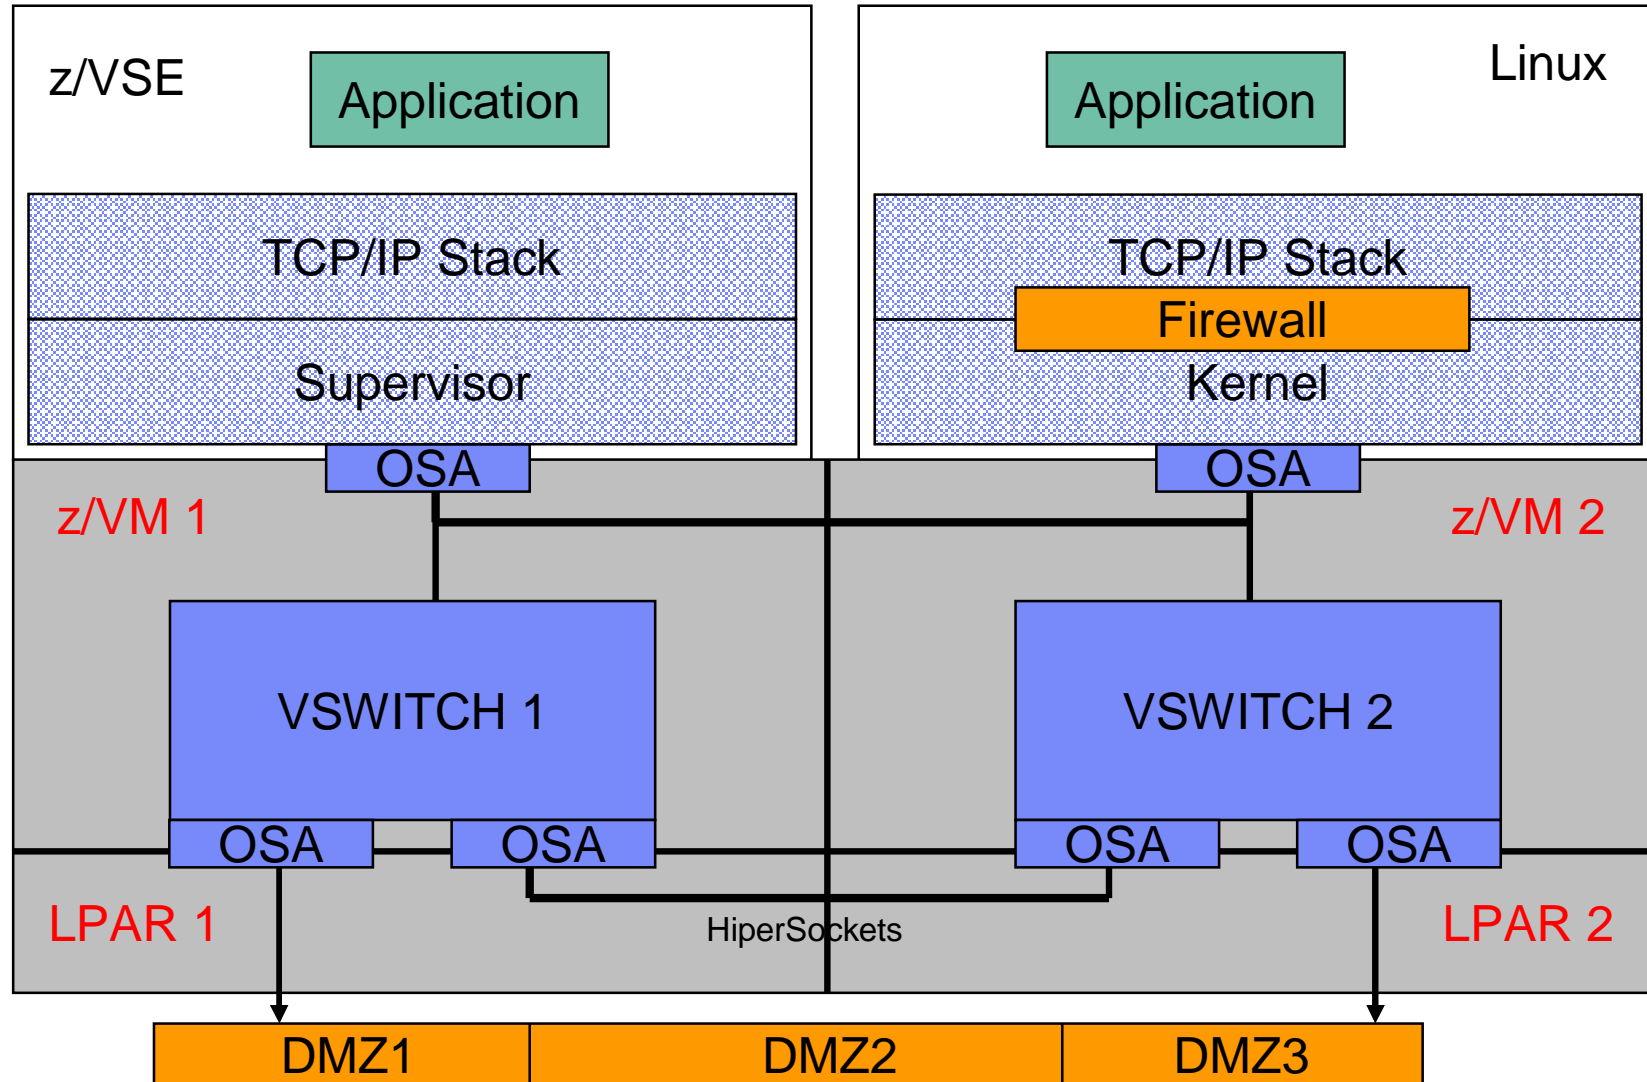 z/VSE
Application
TCP/IP Stack
Supervisor
OSA
Linux
Application
TCP/IP Stack
Firewall
Kernel
OSA
z/VM 1
z/VM 2
VSWITCH 1
VSWITCH 2
OSA
OSA
OSA
OSA
LPAR 1
HiperSockets
LPAR 2
DMZ1
DMZ2
DMZ3